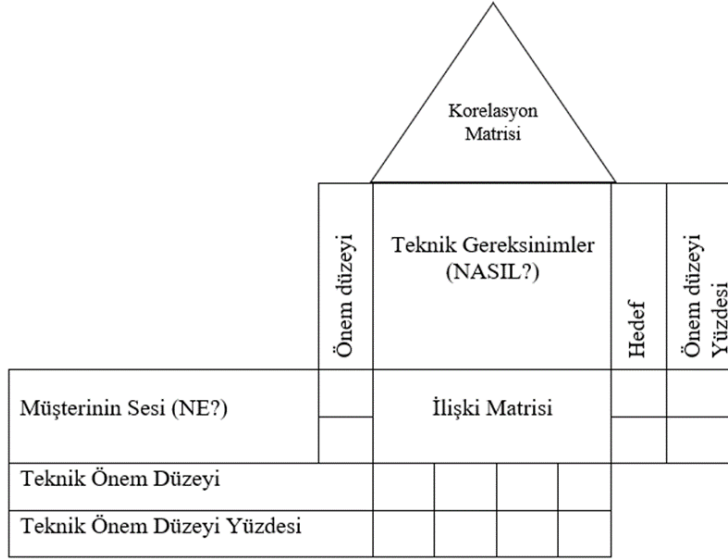 Korelasyon
Matrisi
Önem düzeyi
Teknik Gereksinimler
(NASIL?)
Hedef
Önem düzeyi
Yüzdesi
Müşterinin Sesi (NE?)
İlişki Matrisi
Teknik Önem Düzeyi
Teknik Önem Düzeyi Yüzdesi